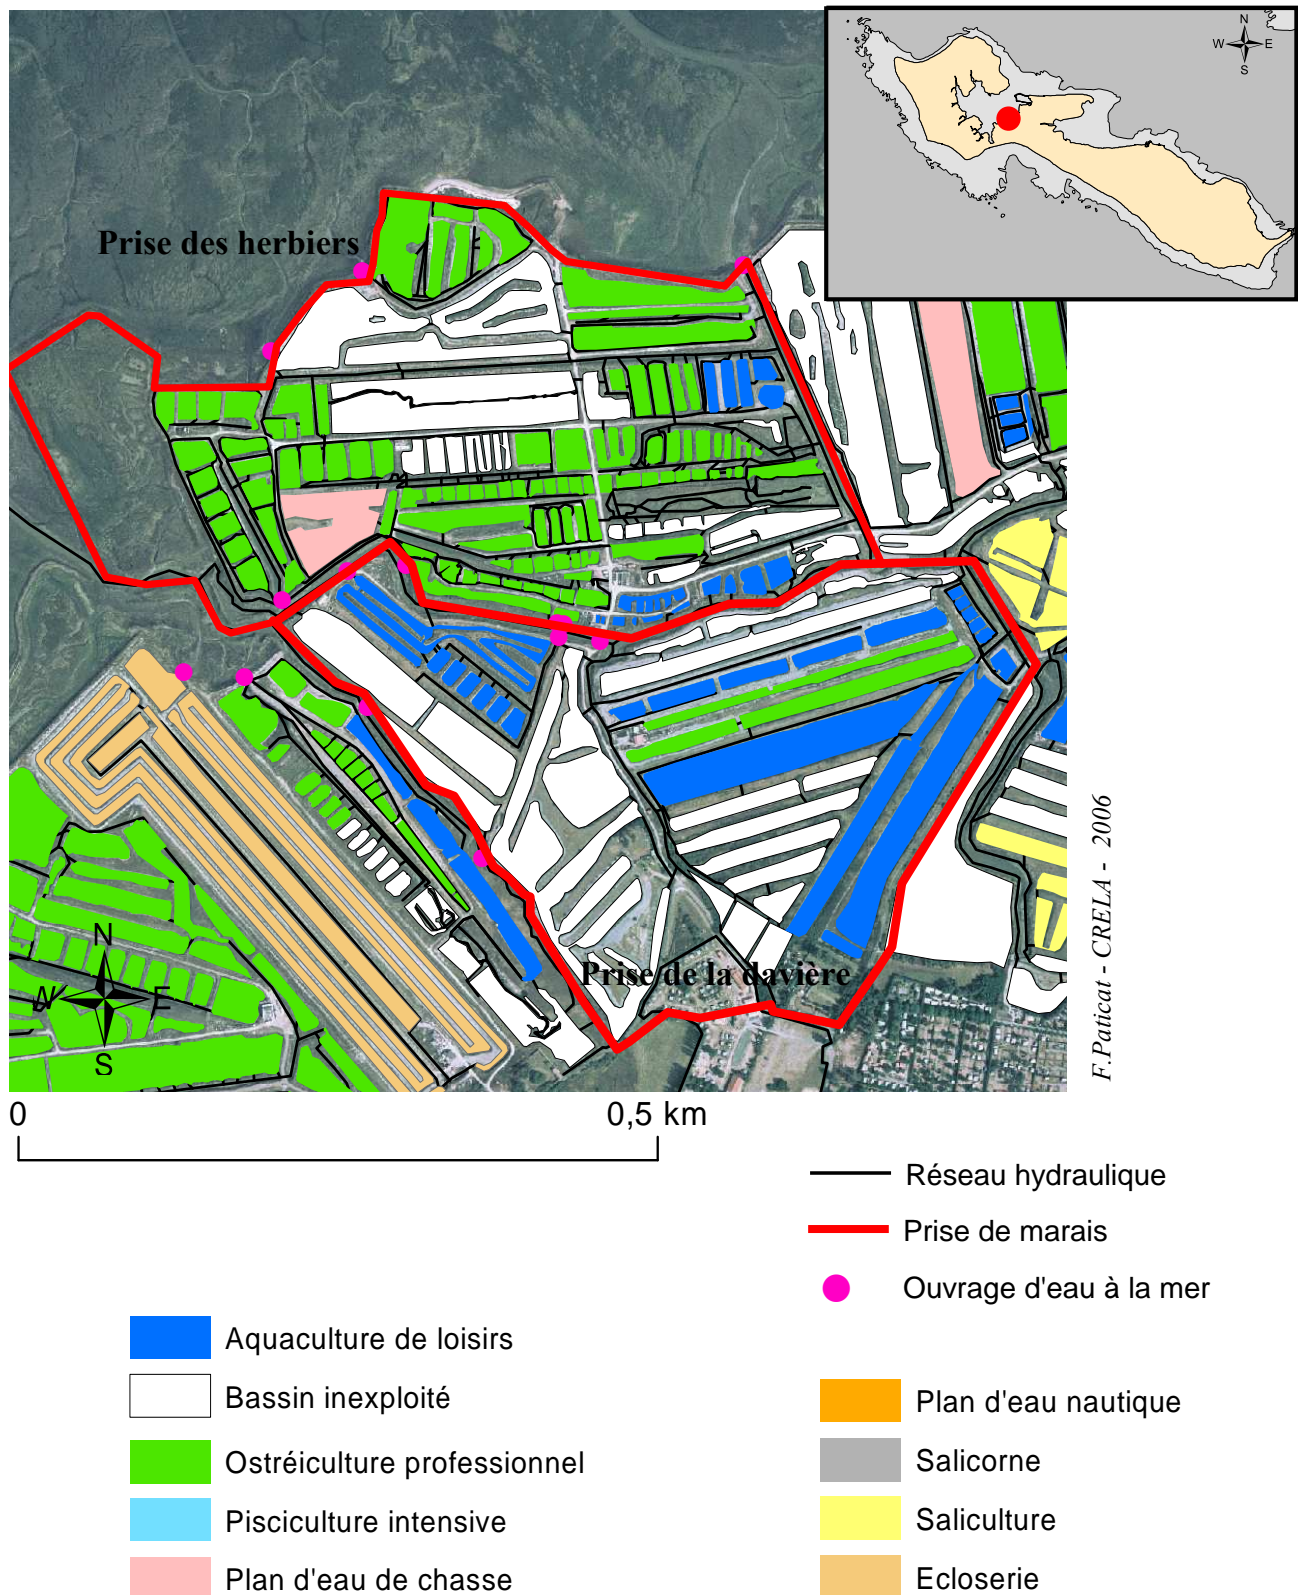 N
W
E
S
Prise des herbiers
Prise de la davière
N
W
E
S
F.Paticat - CRELA - 2006
0
0,5 km
Réseau hydraulique
Prise de marais
Ouvrage d'eau à la mer
Aquaculture de loisirs
Bassin inexploité
Ostréiculture professionnel
Pisciculture intensive
Plan d'eau de chasse
Plan d'eau nautique
Salicorne
Saliculture
Ecloserie